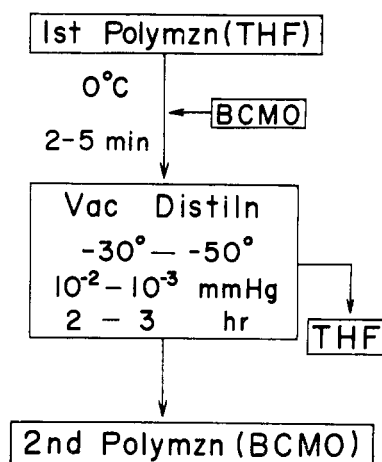 1st Polymzn (THF)
0°C
BCMO
2-5 min
Vac Distiln
-30° — -50°
10⁻² - 10⁻³ mmHg
2 - 3 hr
THF
2nd Polymzn (BCMO)